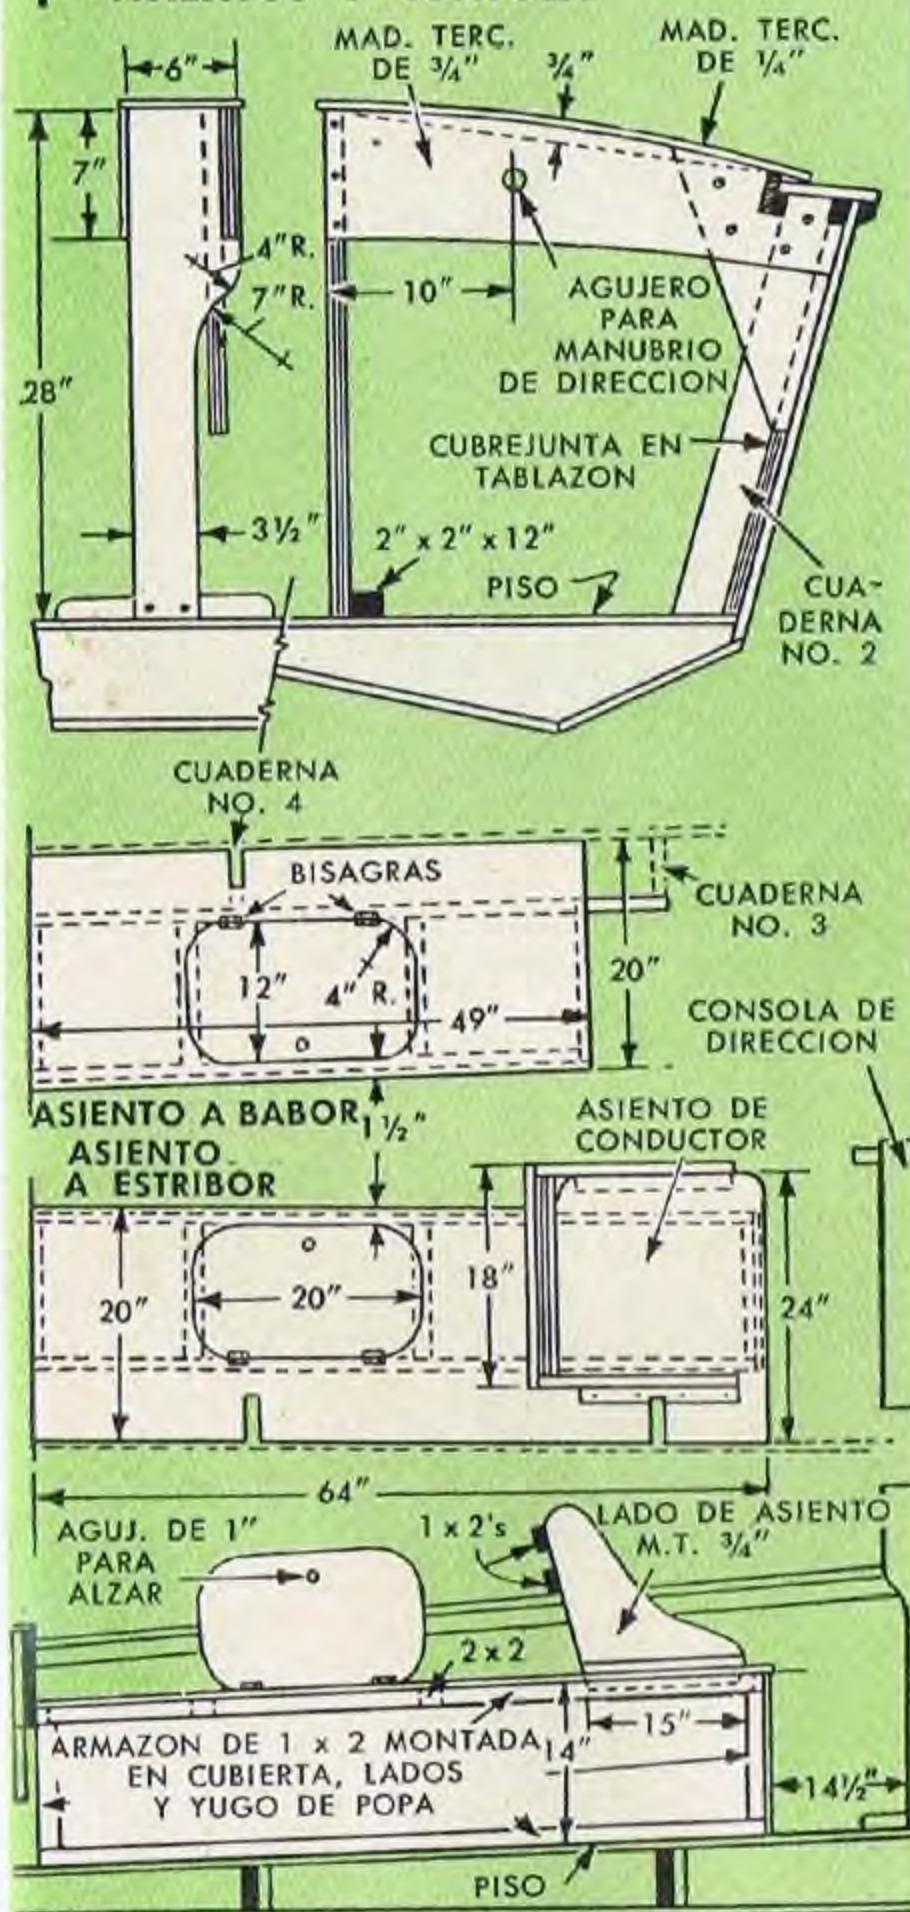 MAD. TERC.
DE 3/4"
3/4"
MAD. TERC.
DE 1/4"
6"
7"
4" R.
7" R.
10"
AGUJERO
PARA
MANUBRIO
DE DIRECCION
28"
CUBREJUNTA EN
TABLAZON
3 1/2"
2" x 2" x 12"
PISO
CUA-
DERNA
NO. 2
CUADERNA
NO. 4
BISAGRAS
CUADERNA
NO. 3
12"
4" R.
20"
49"
CONSOLA DE
DIRECCION
ASIENTO A BABOR
1 1/2"
ASIENTO
A ESTRIBOR
ASIENTO DE
CONDUCTOR
18"
20"
20"
24"
64"
AGUJ. DE 1"
PARA
ALZAR
1 x 2's
LADO DE ASIENTO
M.T. 3/4"
2 x 2
15"
ARMAZON DE 1 x 2 MONTADA
EN CUBIERTA, LADOS
Y YUGO DE POPA
14"
14 1/2"
PISO